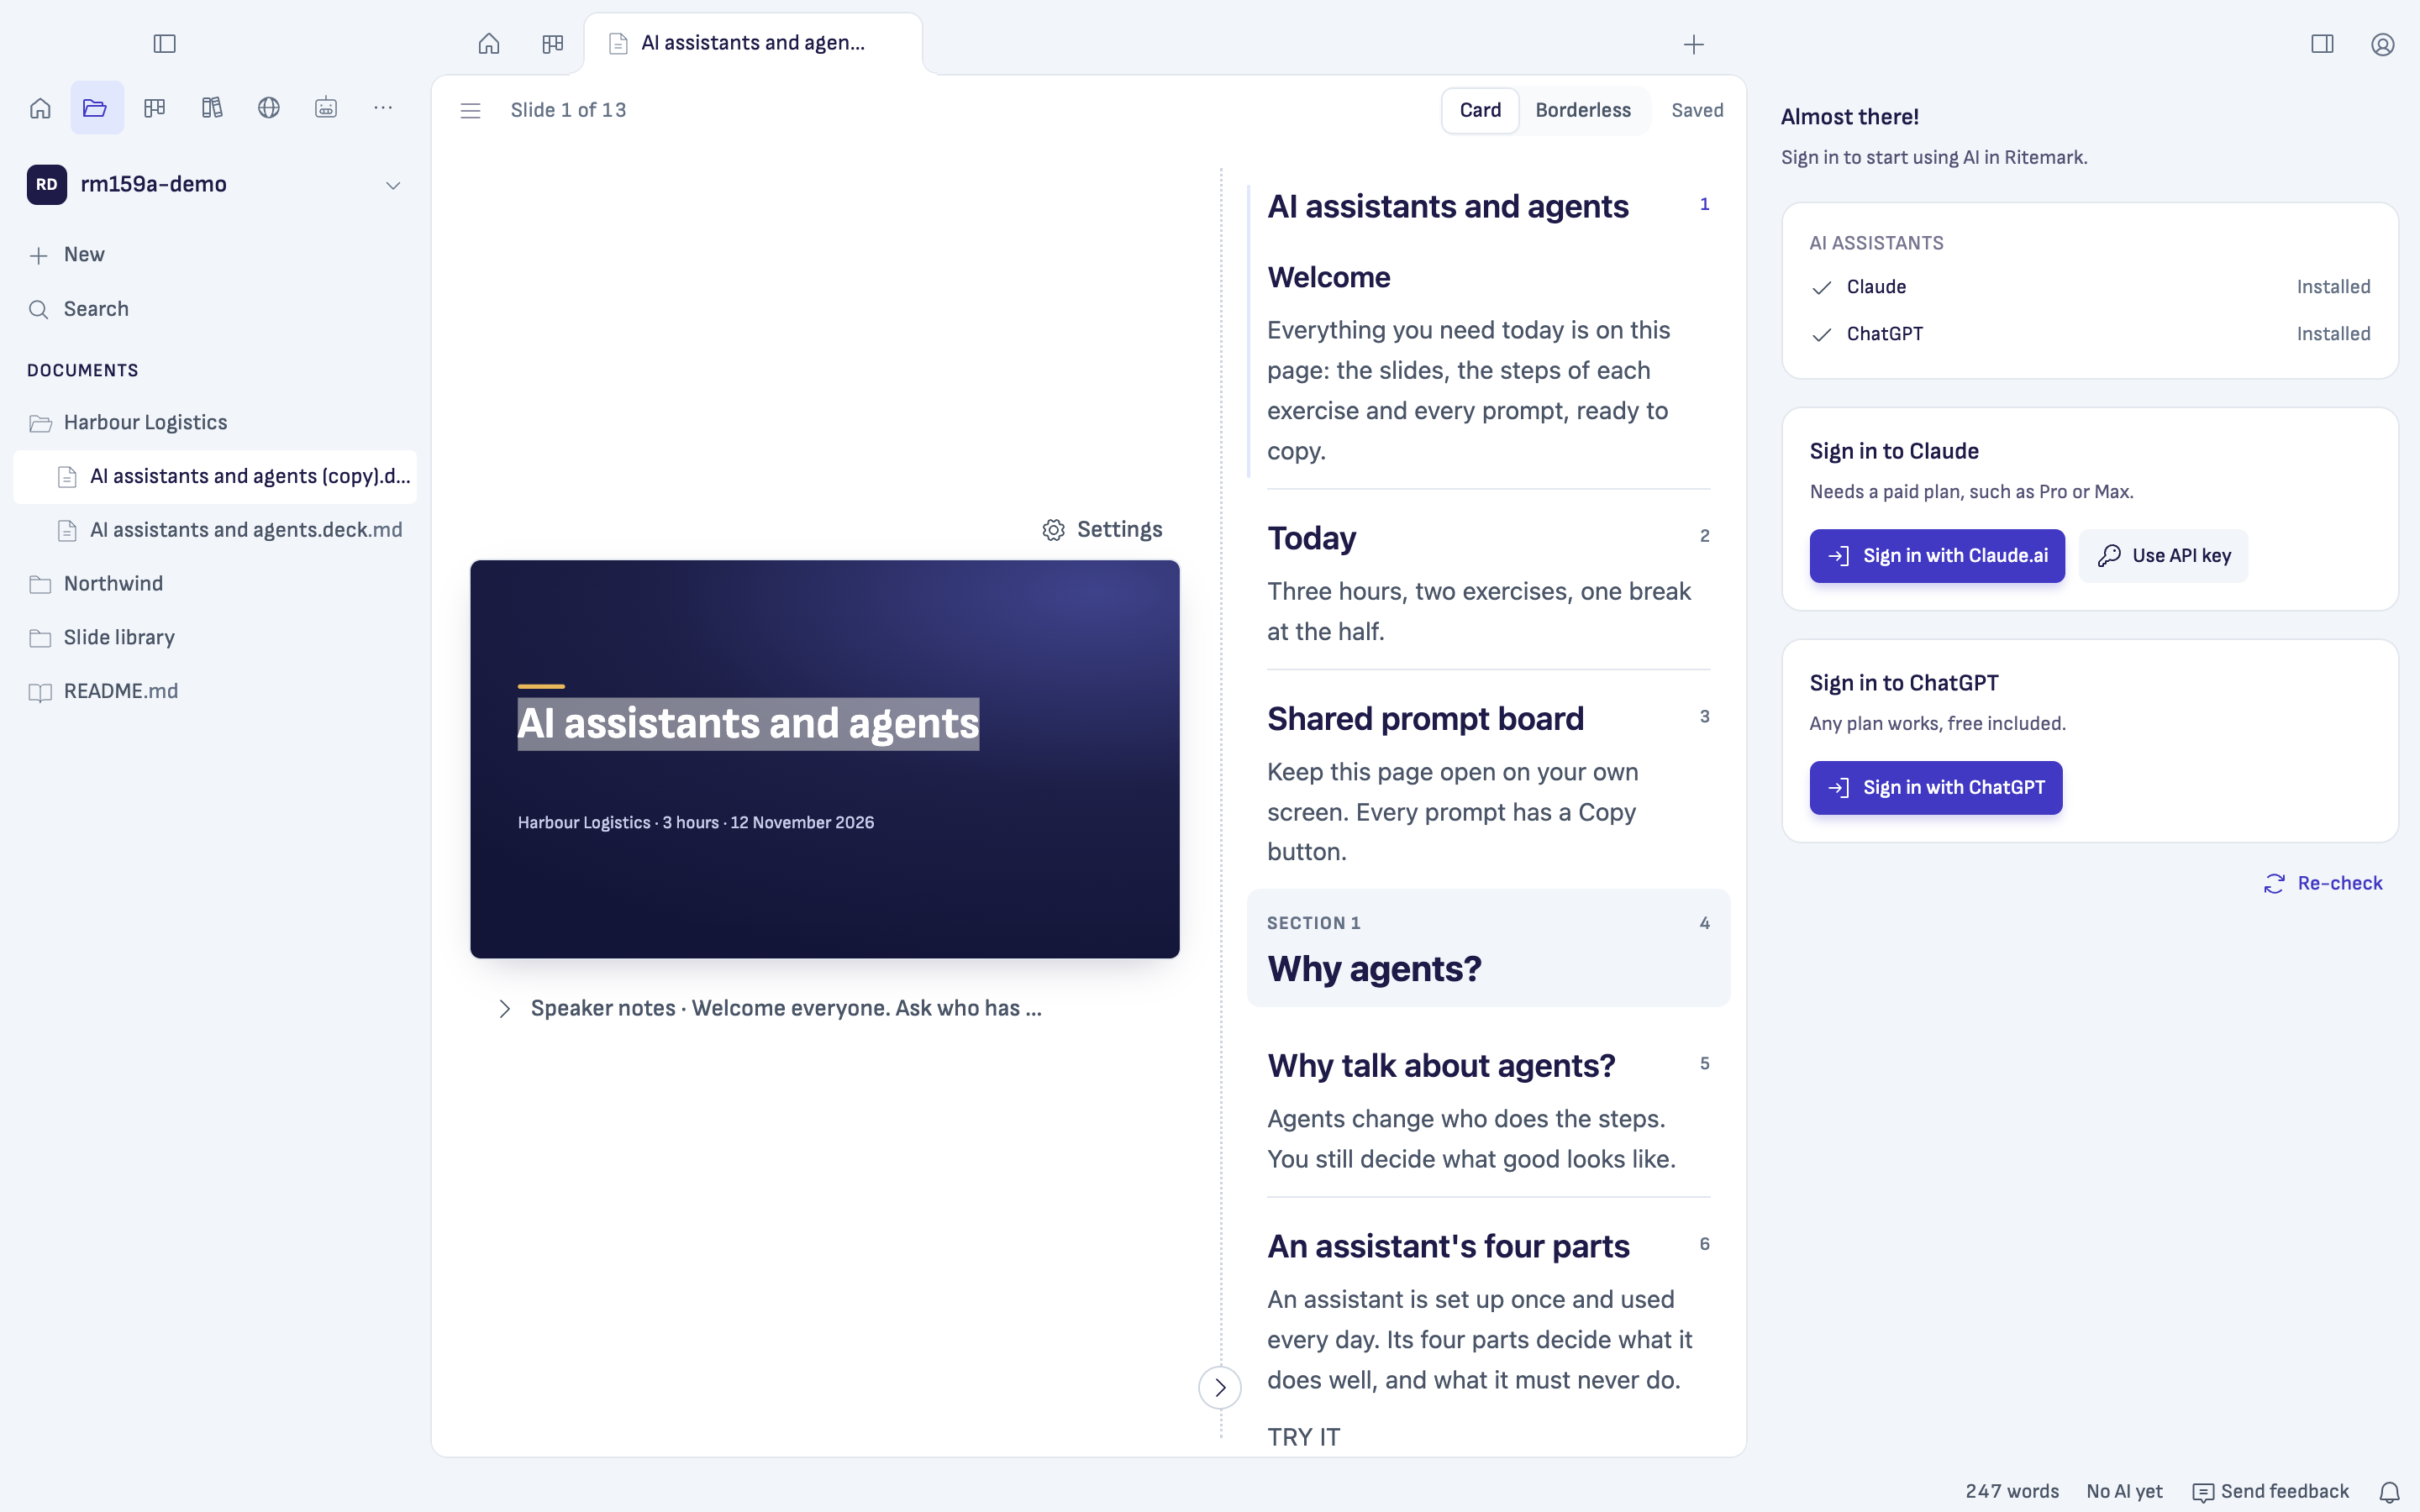 AI assistants and agen...
RD
rm159a-demo
New
Search
DOCUMENTS
Harbour Logistics
AI assistants and agents (copy).d...
AI assistants and agents.deck.md
Northwind
Slide library
README.md
Slide 1 of 13
Card
Borderless
Saved
Settings
AI assistants and agents
Harbour Logistics · 3 hours · 12 November 2026
Speaker notes · Welcome everyone. Ask who has ...
AI assistants and agents
1
Welcome
Everything you need today is on this
page: the slides, the steps of each
exercise and every prompt, ready to
copy.
Today
2
Three hours, two exercises, one break
at the half.
Shared prompt board
3
Keep this page open on your own
screen. Every prompt has a Copy
button.
SECTION 1
4
Why agents?
Why talk about agents?
5
Agents change who does the steps.
You still decide what good looks like.
An assistant's four parts
6
An assistant is set up once and used
every day. Its four parts decide what it
does well, and what it must never do.
TRY IT
Almost there!
Sign in to start using AI in Ritemark.
AI ASSISTANTS
Claude
Installed
ChatGPT
Installed
Sign in to Claude
Needs a paid plan, such as Pro or Max.
Sign in with Claude.ai
Use API key
Sign in to ChatGPT
Any plan works, free included.
Sign in with ChatGPT
Re-check
247 words
No AI yet
Send feedback